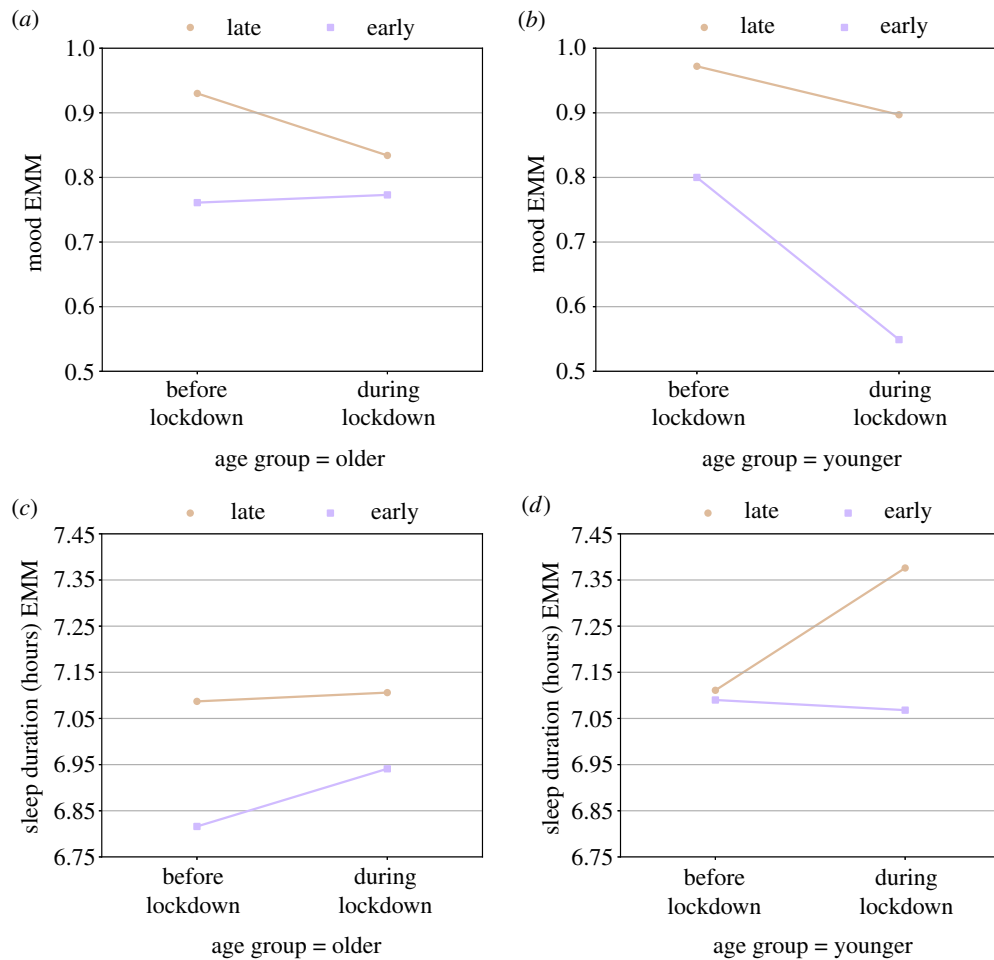 (a)
late early
1.0
0.9
0.8
0.7
0.6
0.5
mood EMM
before
lockdown
during
lockdown
age group = older
(b)
late early
1.0
0.9
0.8
0.7
0.6
0.5
mood EMM
before
lockdown
during
lockdown
age group = younger
(c)
late early
7.45
7.35
7.25
7.15
7.05
6.95
6.85
6.75
sleep duration (hours) EMM
before
lockdown
during
lockdown
age group = older
(d)
late early
7.45
7.35
7.25
7.15
7.05
6.95
6.85
6.75
sleep duration (hours) EMM
before
lockdown
during
lockdown
age group = younger